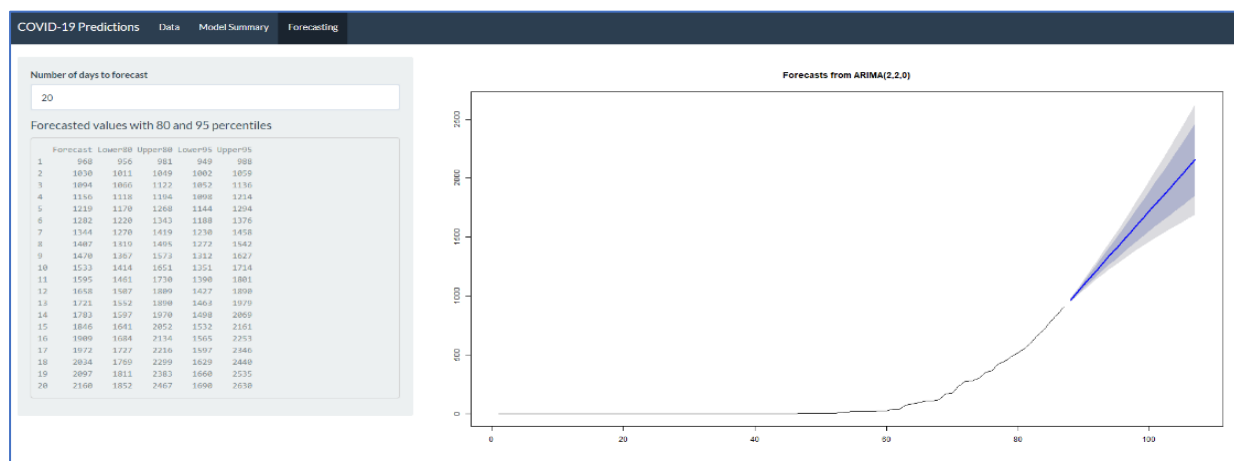 COVID-19 Predictions Data Model Summary Forecasting
Number of days to forecast
20
Forecasted values with 80 and 95 percentiles
Forecast Lower80 Upper80 Lower95 Upper95
1 968 956 981 949 988
2 1030 1011 1049 1002 1059
3 1094 1066 1122 1052 1136
4 1156 1118 1194 1098 1214
5 1219 1170 1268 1144 1294
6 1282 1220 1343 1188 1376
7 1344 1270 1419 1230 1458
8 1407 1319 1495 1272 1542
9 1470 1367 1573 1312 1627
10 1533 1414 1651 1351 1714
11 1595 1461 1730 1390 1801
12 1658 1507 1809 1427 1890
13 1721 1552 1890 1463 1979
14 1783 1597 1970 1498 2069
15 1846 1641 2052 1532 2161
16 1909 1684 2134 1565 2253
17 1972 1727 2216 1597 2346
18 2034 1769 2299 1629 2440
19 2097 1811 2383 1660 2535
20 2160 1852 2467 1690 2630
Forecasts from ARIMA(2,2,0)
2500
2000
1500
1000
500
0
0 20 40 60 80 100